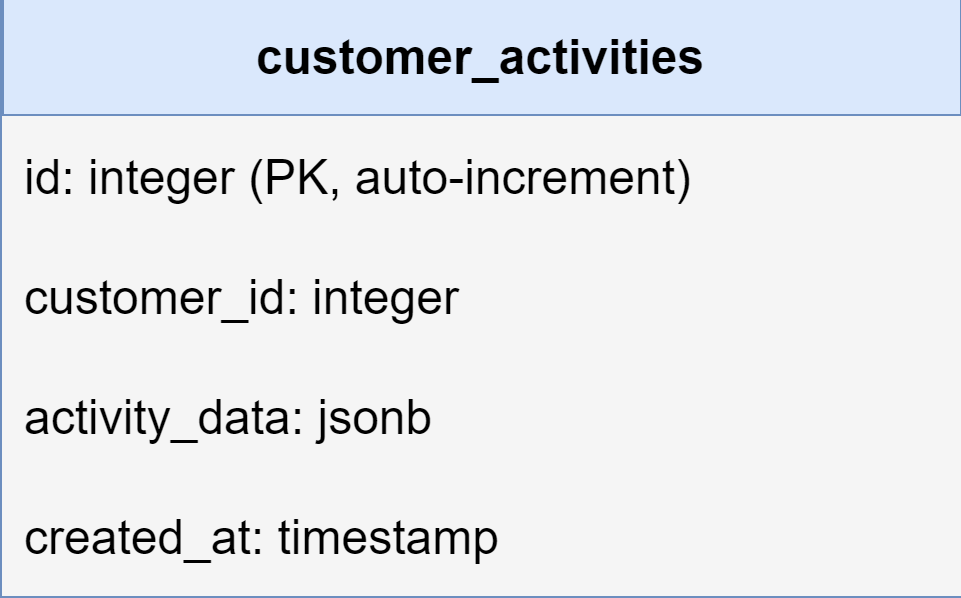 customer_activities
id: integer (PK, auto-increment)
customer_id: integer
activity_data: jsonb
created_at: timestamp